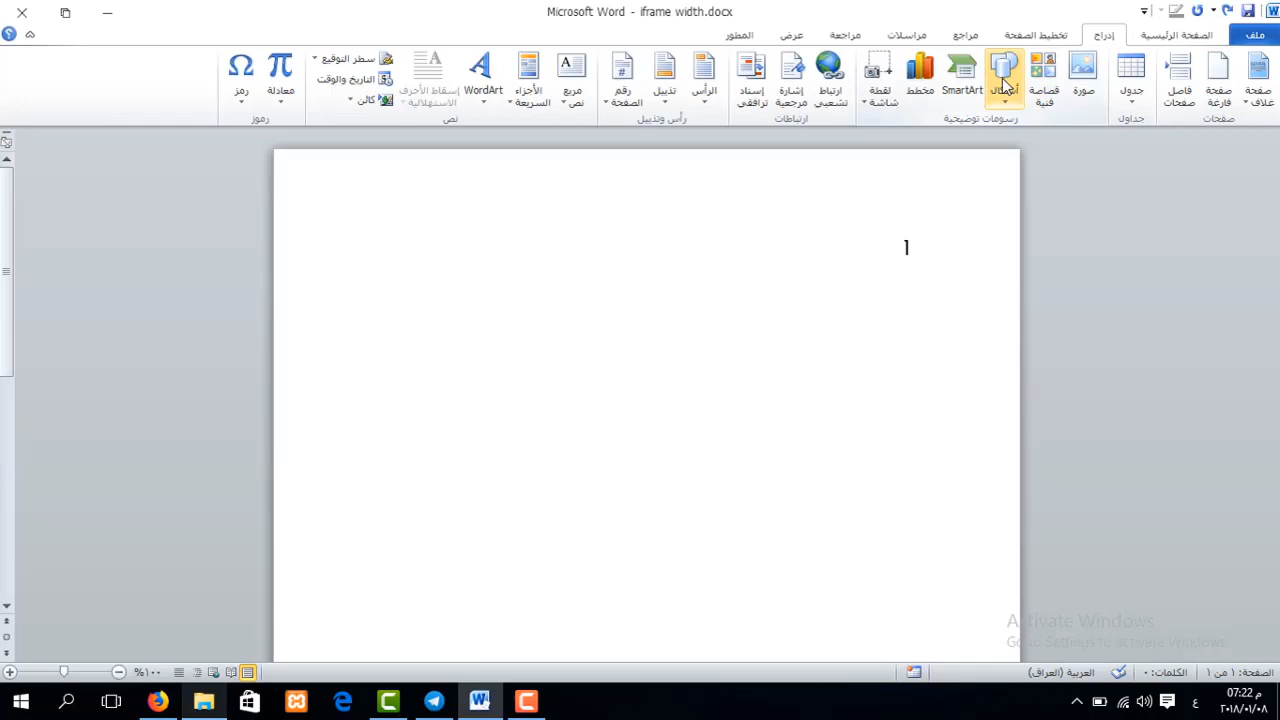 Microsoft Word - iframe width.docx
ملف
الصفحة الرئيسية
إدراج
تخطيط الصفحة
مراجع
مراسلات
مراجعة
عرض
المطور
صفحة غلاف
صفحة فارغة
فاصل صفحات
جدول
صورة
قصاصة فنية
SmartArt
مخطط
لقطة شاشة
ارتباط تشعبي
إشارة مرجعية
إسناد ترافقي
الرأس
تذييل
رقم الصفحة
مربع نص
الأجزاء السريعة
WordArt
إسقاط الأحرف الاستهلالية
سطر التوقيع
التاريخ والوقت
كائن
معادلة
رمز
صفحات
جداول
رسومات توضيحية
ارتباطات
رأس وتذييل
نص
رموز
Activate Windows
Go to Settings to activate Windows.
الصفحة: ١ من ١
الكلمات: ٠
العربية (العراق)
%١٠٠
ع
07:22 م
٢٠١٨/٠١/٠٨